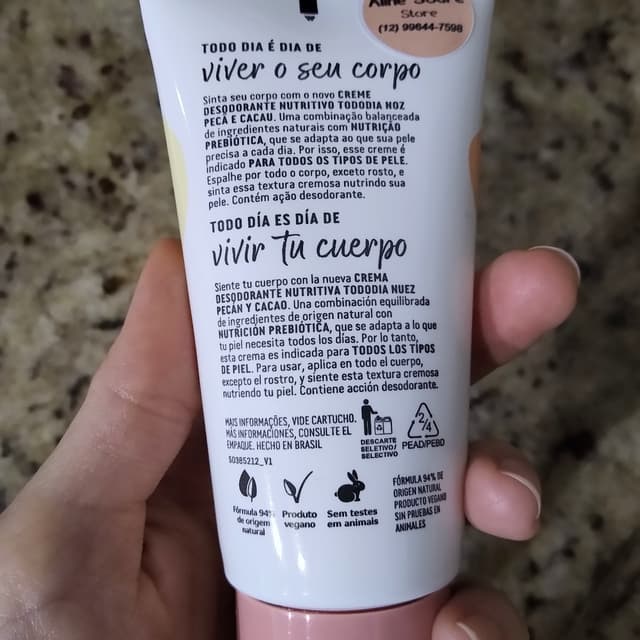 Store
(12) 99644-7598
TODO DIA É DIA DE
viver o seu corpo
Sinta seu corpo com o novo CREME
DESODORANTE NUTRITIVO TODODIA NOZ
PECÃ E CACAU. Uma combinação balanceada
de ingredientes naturais com NUTRIÇÃO
PREBIÓTICA, que se adapta ao que sua pele
precisa a cada dia. Por isso, esse creme é
indicado PARA TODOS OS TIPOS DE PELE.
Espalhe por todo o corpo, exceto rosto, e
sinta essa textura cremosa nutrindo sua
pele. Contém ação desodorante.
TODO DÍA ES DÍA DE
vivir tu cuerpo
Siente tu cuerpo con la nueva CREMA
DESODORANTE NUTRITIVA TODODIA NUEZ
PECÁN Y CACAO. Una combinación equilibrada
de ingredientes de origen natural con
NUTRICIÓN PREBIÓTICA, que se adapta a lo que
tu piel necesita todos los días. Por lo tanto,
esta crema es indicada para TODOS LOS TIPOS
DE PIEL. Para usar, aplica en todo el cuerpo,
excepto el rostro, y siente esta textura cremosa
nutriendo tu piel. Contiene acción desodorante.
MAIS INFORMAÇÕES, VIDE CARTUCHO.
MÁS INFORMACIONES, CONSULTE EL
EMPAQUE. HECHO EN BRASIL
50385212_V1
DESCARTE
SELETIVO/
SELECTIVO
2/4
PEAD/PEBD
Fórmula 94%
de origem
natural
Produto
vegano
Sem testes
em animais
FÓRMULA 94% DE
ORIGEN NATURAL
PRODUCTO VEGANO
SIN PRUEBAS EN
ANIMALES